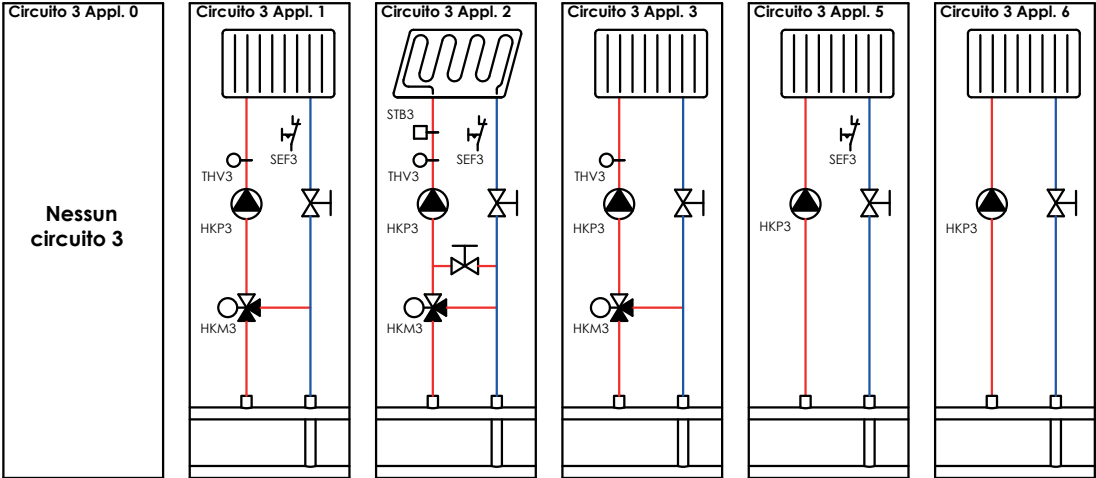 Circuito 3 Appl. 0
Nessun
circuito 3
Circuito 3 Appl. 1
SEF3
THV3
HKP3
HKM3
Circuito 3 Appl. 2
STB3
SEF3
THV3
HKP3
HKM3
Circuito 3 Appl. 3
THV3
HKP3
HKM3
Circuito 3 Appl. 5
SEF3
HKP3
Circuito 3 Appl. 6
HKP3